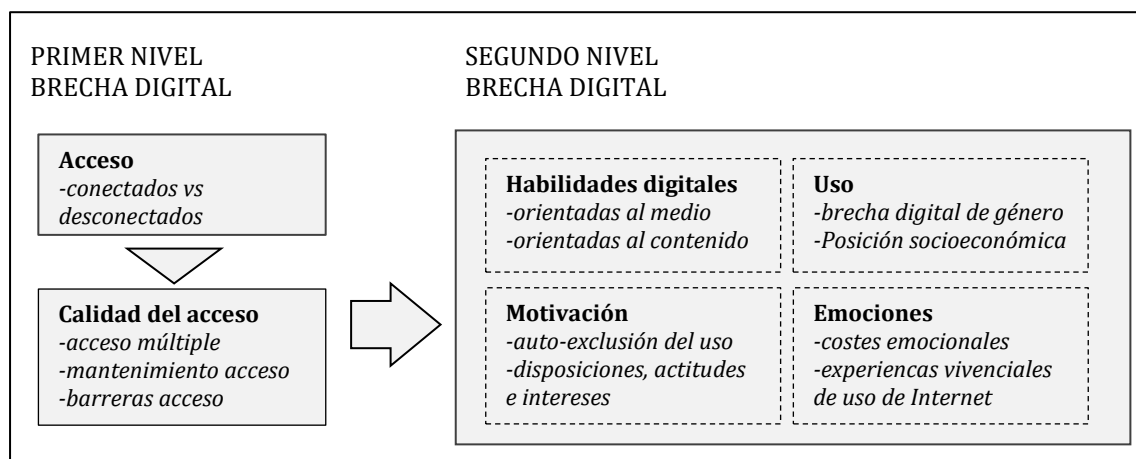 PRIMER NIVEL
BRECHA DIGITAL
Acceso
-conectados vs
desconectados
Calidad del acceso
-acceso múltiple
-mantenimiento acceso
-barreras acceso
SEGUNDO NIVEL
BRECHA DIGITAL
Habilidades digitales
-orientadas al medio
-orientadas al contenido
Uso
-brecha digital de género
-Posición socioeconómica
Motivación
-auto-exclusión del uso
-disposiciones, actitudes
e intereses
Emociones
-costes emocionales
-experiencas vivenciales
de uso de Internet